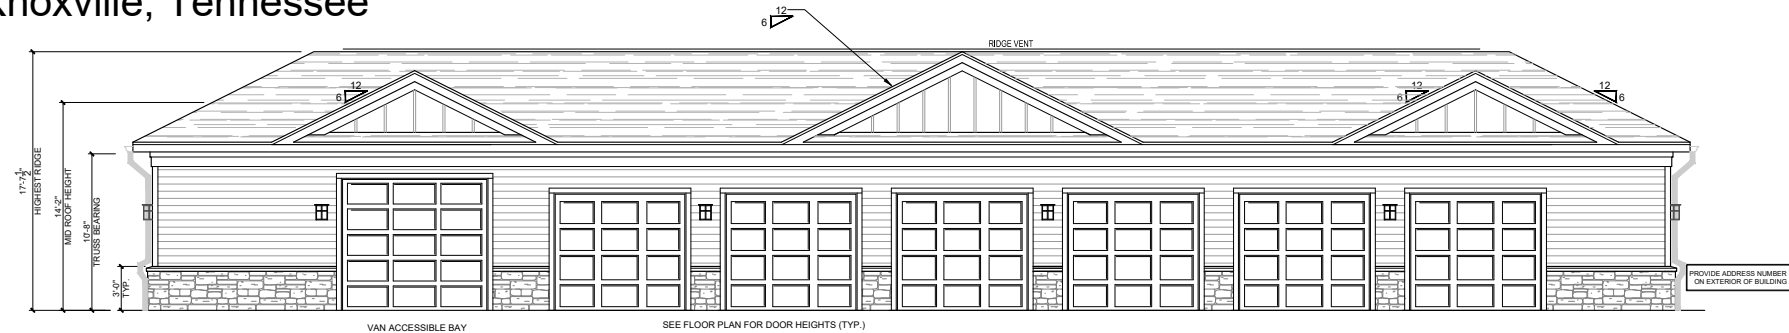 Knoxville, Tennessee
12
6
RIDGE VENT
12
6
12
6
12
6
17'-7 1/2"
HIGHEST RIDGE
14'-2"
MID ROOF HEIGHT
10'-8"
TRUSS BEARING
3'-0"
TYP.
PROVIDE ADDRESS NUMBER
ON EXTERIOR OF BUILDING
VAN ACCESSIBLE BAY
SEE FLOOR PLAN FOR DOOR HEIGHTS (TYP.)